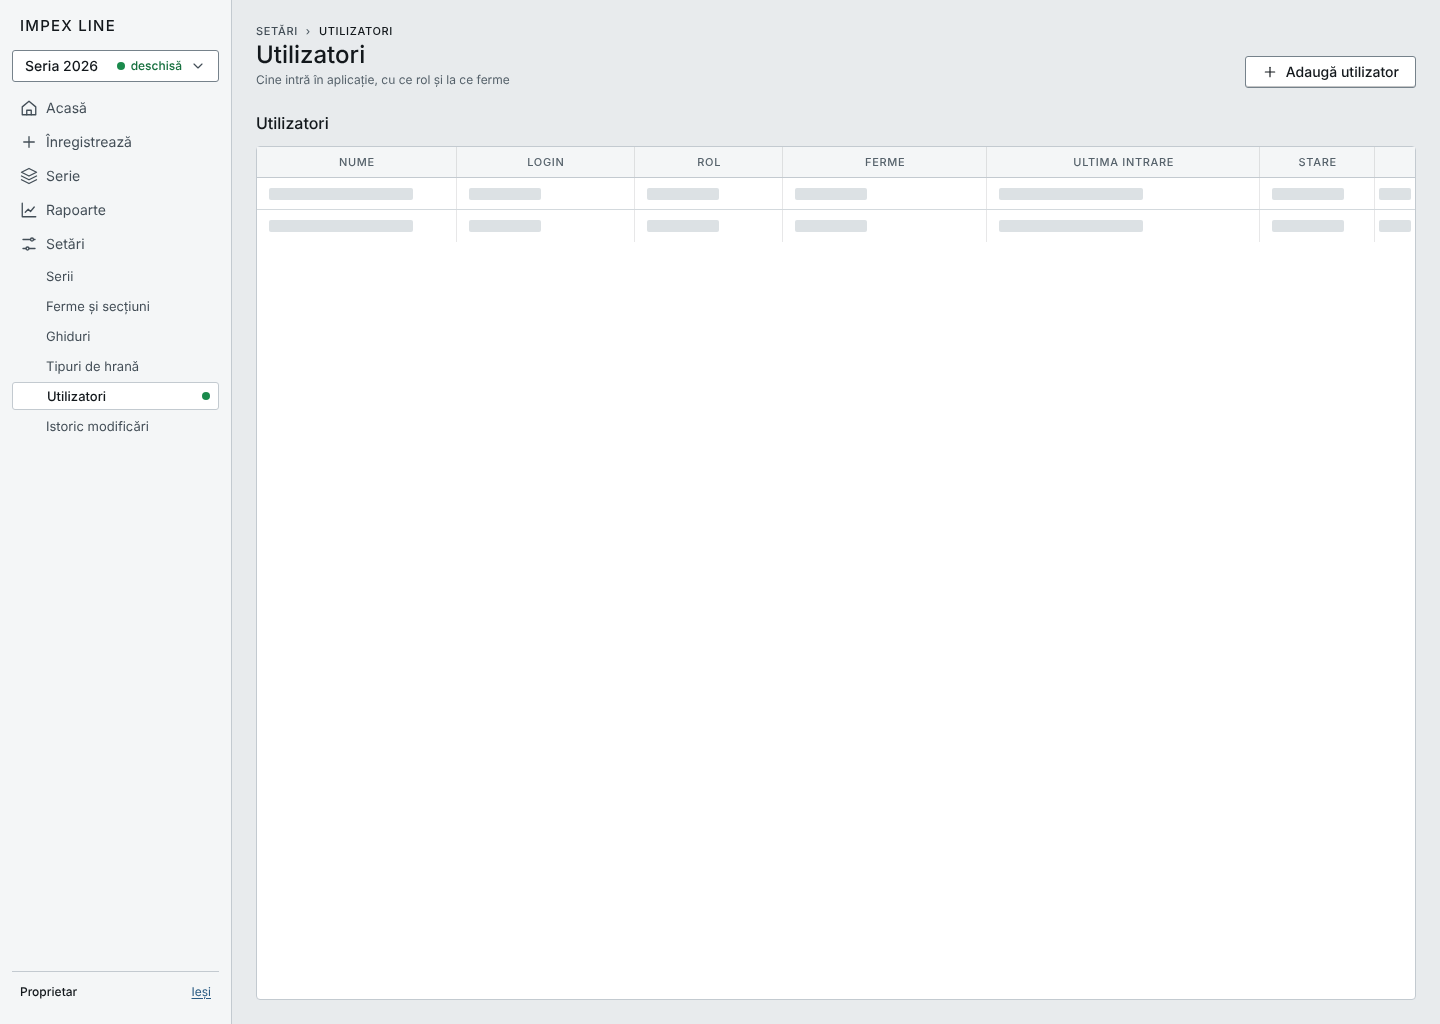 IMPEX LINE
Seria 2026 deschisă
Acasă
Înregistrează
Serie
Rapoarte
Setări
Serii
Ferme și secțiuni
Ghiduri
Tipuri de hrană
Utilizatori
Istoric modificări
Proprietar Ieși
SETĂRI › UTILIZATORI
Utilizatori
Cine intră în aplicație, cu ce rol și la ce ferme
Adaugă utilizator
Utilizatori
NUME LOGIN ROL FERME ULTIMA INTRARE STARE